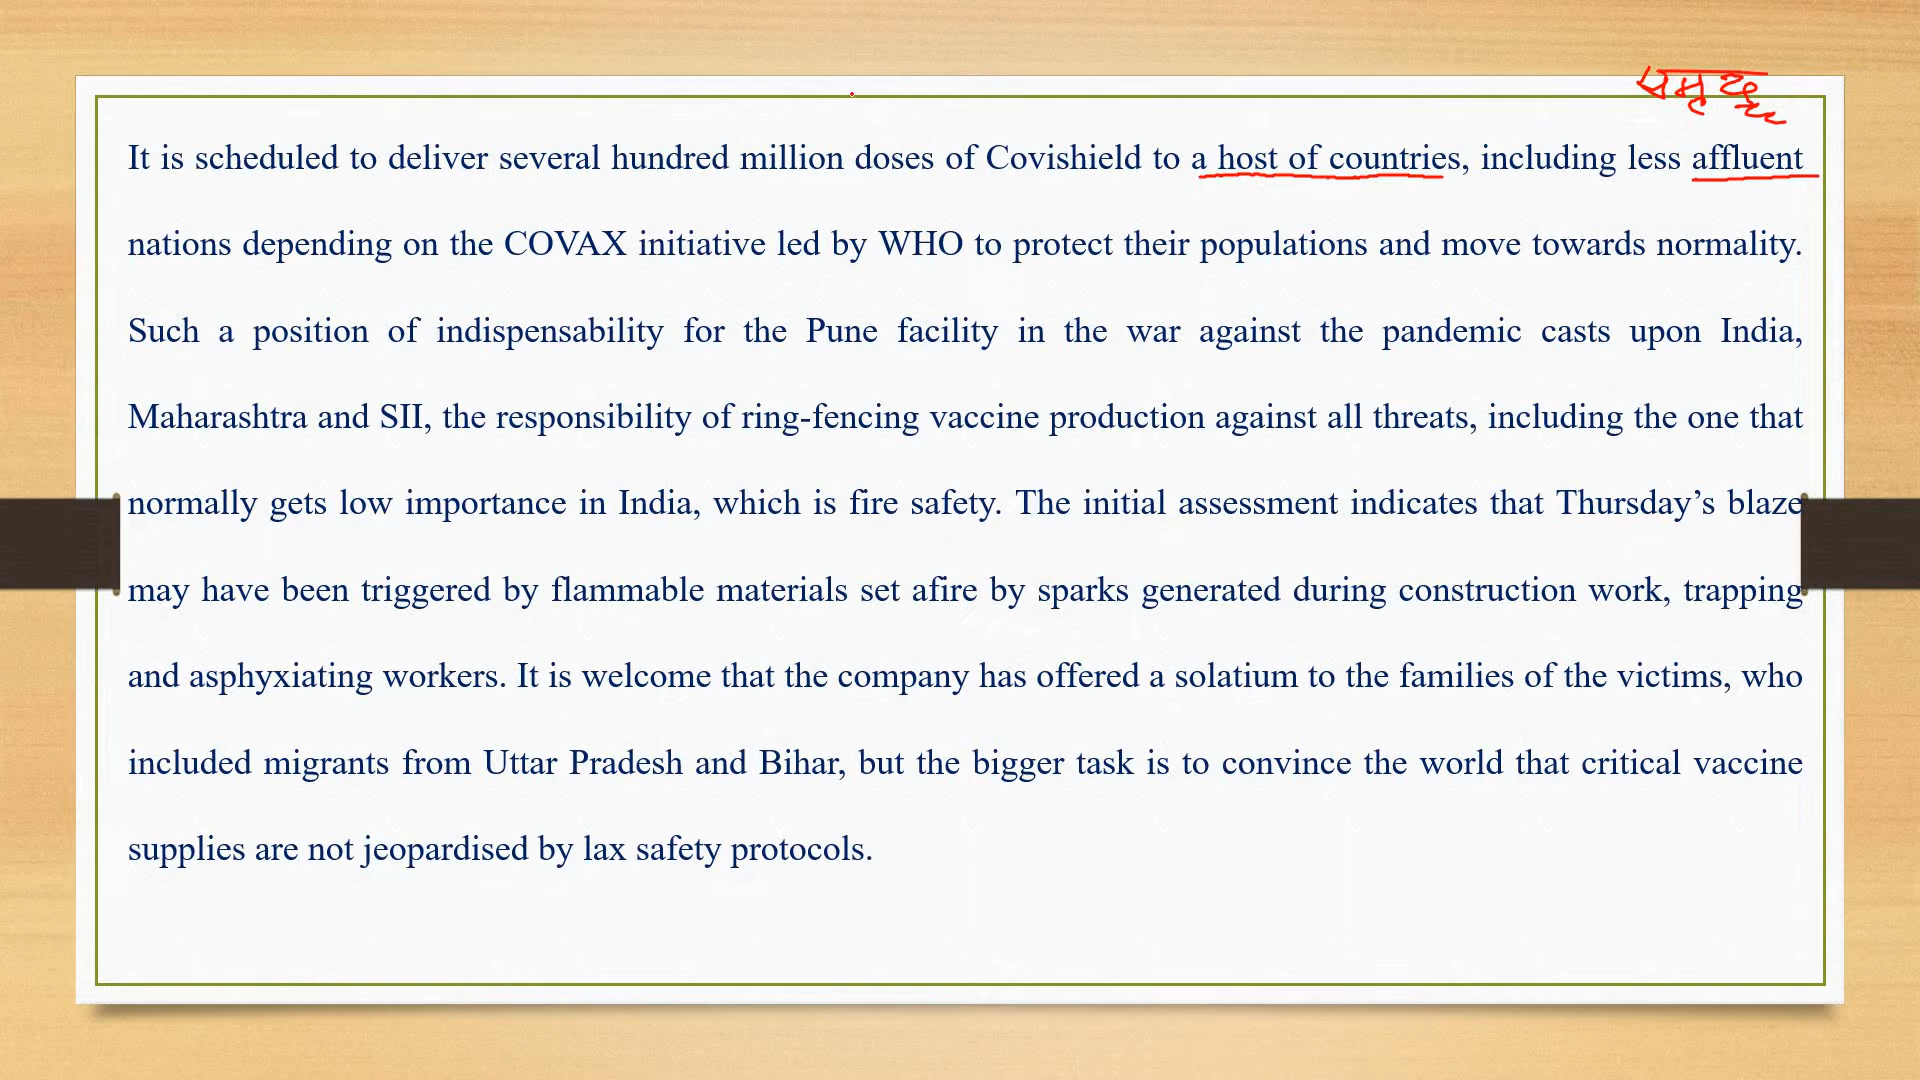 समृद्ध
It is scheduled to deliver several hundred million doses of Covishield to a host of countries, including less affluent
nations depending on the COVAX initiative led by WHO to protect their populations and move towards normality.
Such a position of indispensability for the Pune facility in the war against the pandemic casts upon India,
Maharashtra and SII, the responsibility of ring-fencing vaccine production against all threats, including the one that
normally gets low importance in India, which is fire safety. The initial assessment indicates that Thursday’s blaze
may have been triggered by flammable materials set afire by sparks generated during construction work, trapping
and asphyxiating workers. It is welcome that the company has offered a solatium to the families of the victims, who
included migrants from Uttar Pradesh and Bihar, but the bigger task is to convince the world that critical vaccine
supplies are not jeopardised by lax safety protocols.